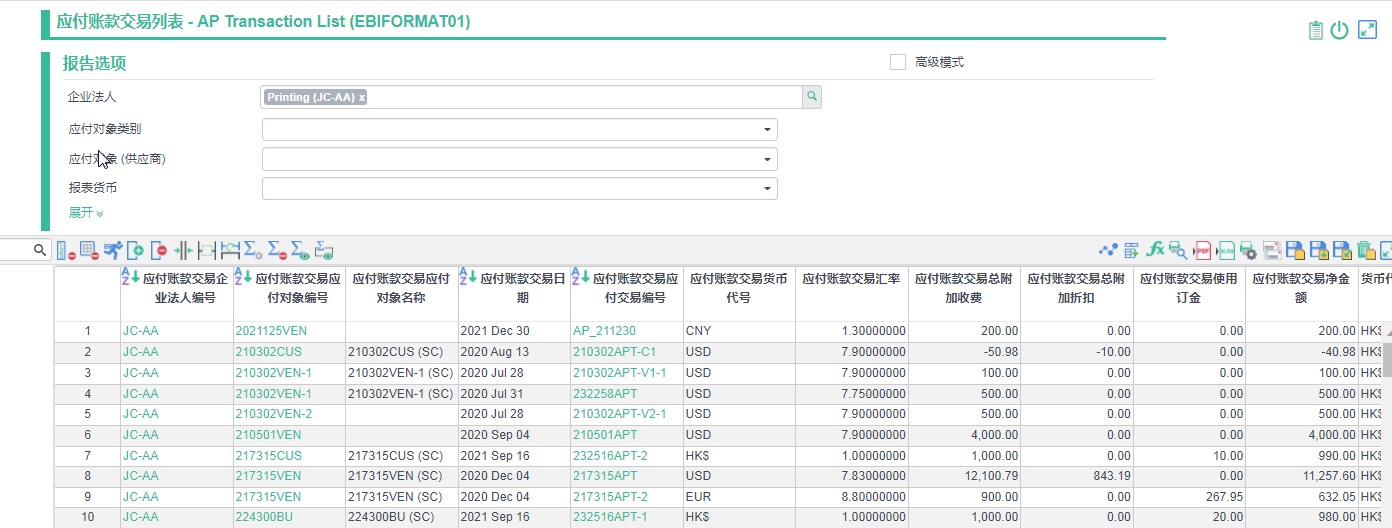 应付账款交易列表 - AP Transaction List (EBIFORMAT01)
报告选项
高级模式
企业法人 Printing (JC-AA) x
应付对象类别
应付对象 (供应商)
报表货币
展开
应付账款交易企业法人编号 应付账款交易应付对象编号 应付账款交易应付对象名称 应付账款交易日期 应付账款交易应付交易编号 应付账款交易货币代号 应付账款交易汇率 应付账款交易总附加收费 应付账款交易总附加折扣 应付账款交易使用订金 应付账款交易净金额 货币代
1 JC-AA 2021125VEN 2021 Dec 30 AP_211230 CNY 1.30000000 200.00 0.00 0.00 200.00 HK$
2 JC-AA 210302CUS 210302CUS (SC) 2020 Aug 13 210302APT-C1 USD 7.90000000 -50.98 -10.00 0.00 -40.98 HK$
3 JC-AA 210302VEN-1 210302VEN-1 (SC) 2020 Jul 28 210302APT-V1-1 USD 7.90000000 100.00 0.00 0.00 100.00 HK$
4 JC-AA 210302VEN-1 210302VEN-1 (SC) 2020 Jul 31 232258APT USD 7.75000000 500.00 0.00 0.00 500.00 HK$
5 JC-AA 210302VEN-2 2020 Jul 28 210302APT-V2-1 USD 7.90000000 500.00 0.00 0.00 500.00 HK$
6 JC-AA 210501VEN 2020 Sep 04 210501APT USD 7.90000000 4,000.00 0.00 0.00 4,000.00 HK$
7 JC-AA 217315CUS 217315CUS (SC) 2021 Sep 16 232516APT-2 HK$ 1.00000000 1,000.00 0.00 10.00 990.00 HK$
8 JC-AA 217315VEN 217315VEN (SC) 2020 Dec 04 217315APT USD 7.83000000 12,100.79 843.19 0.00 11,257.60 HK$
9 JC-AA 217315VEN 217315VEN (SC) 2020 Dec 04 217315APT-2 EUR 8.80000000 900.00 0.00 267.95 632.05 HK$
10 JC-AA 224300BU 224300BU (SC) 2021 Sep 16 232516APT-1 HK$ 1.00000000 1,000.00 0.00 20.00 980.00 HK$